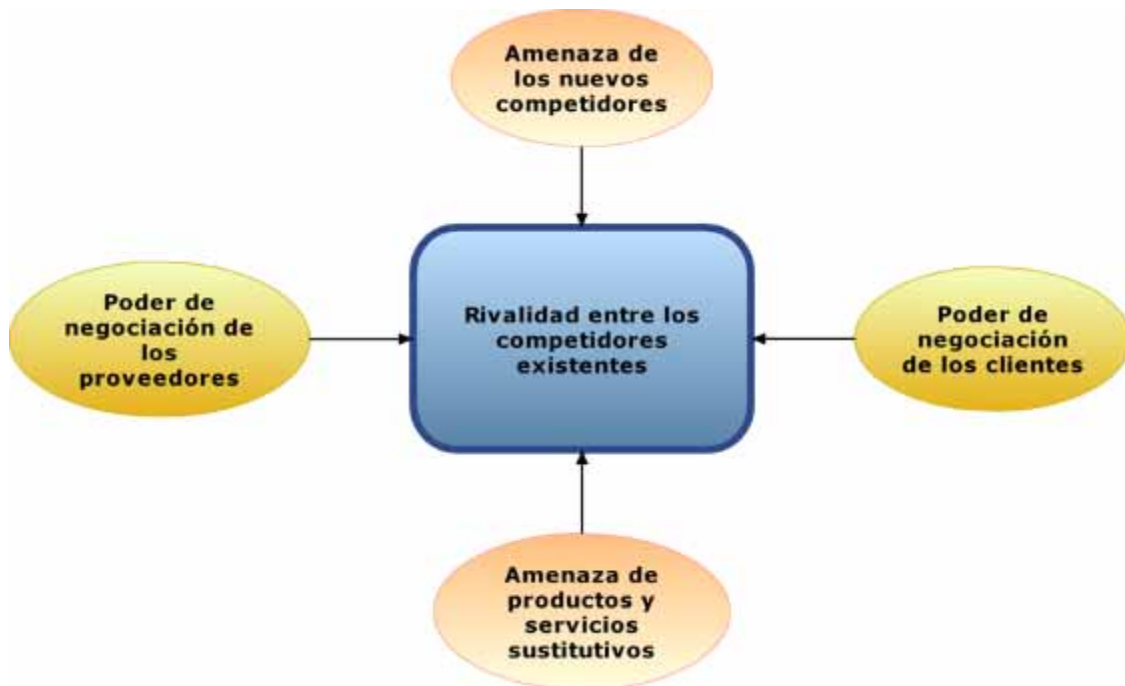 Amenaza de
los nuevos
competidores
Poder de
negociación de
los
proveedores
Rivalidad entre los
competidores
existentes
Poder de
negociación
de los clientes
Amenaza de
productos y
servicios
sustitutivos